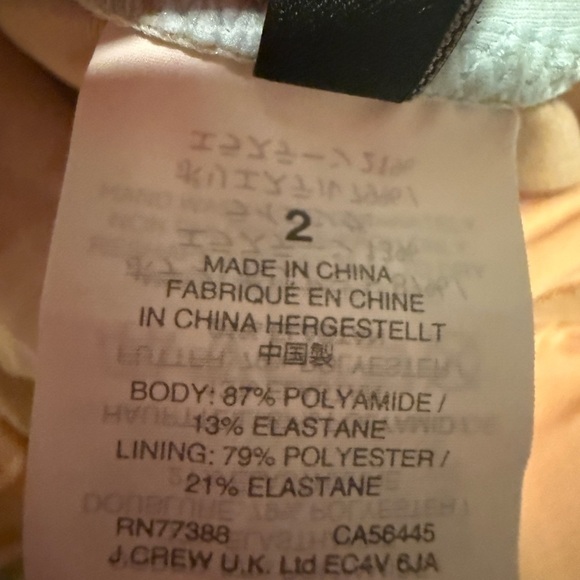 2
MADE IN CHINA
FABRIQUÉ EN CHINE
IN CHINA HERGESTELLT
中国製
BODY: 87% POLYAMIDE /
13% ELASTANE
LINING: 79% POLYESTER /
21% ELASTANE
RN77388 CA56445
J.CREW U.K. Ltd EC4V 6JA